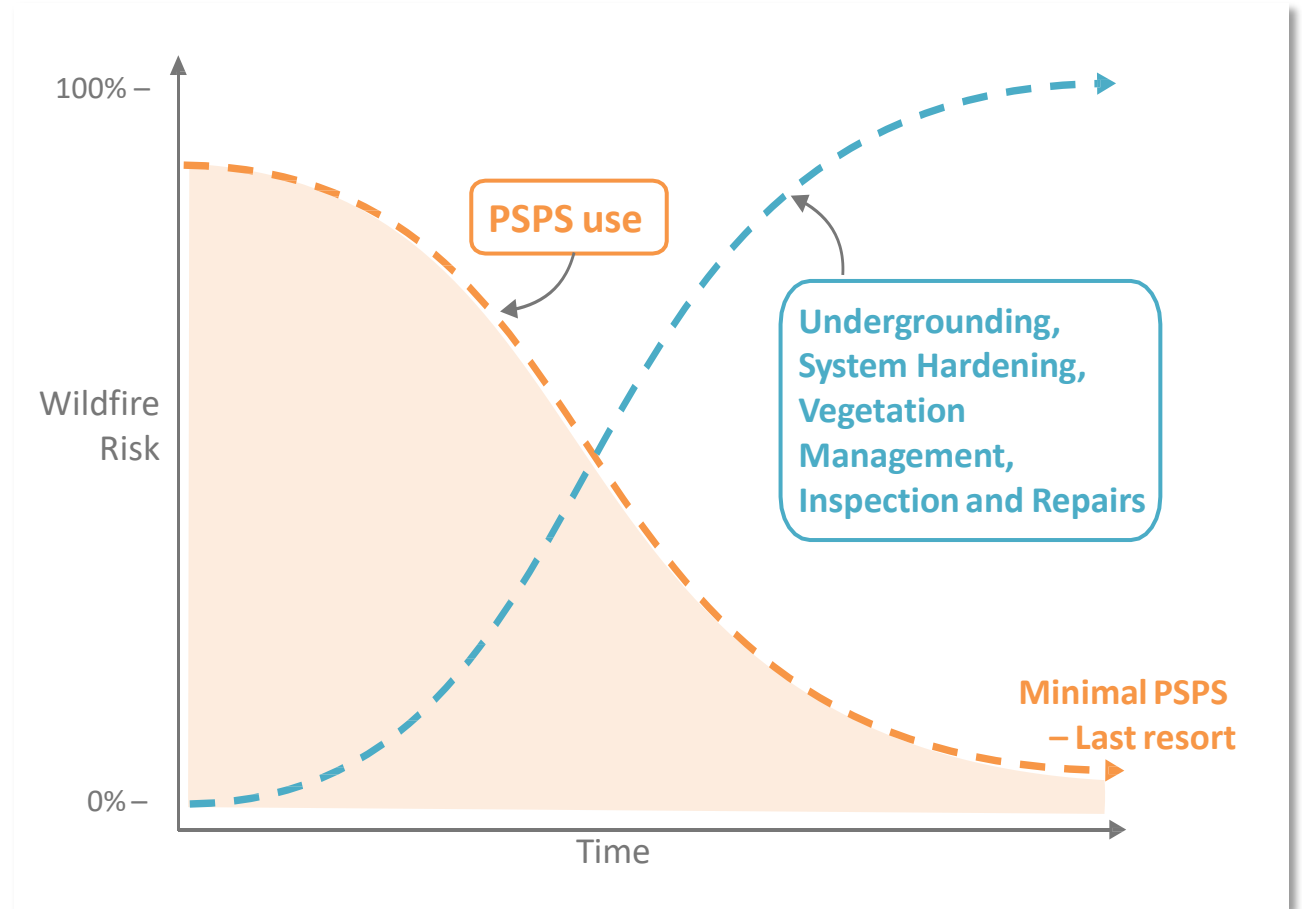 100% –
PSPS use
Undergrounding,
System Hardening,
Vegetation
Management,
Inspection and Repairs
Wildfire
Risk
Minimal PSPS
– Last resort
0% –
Time